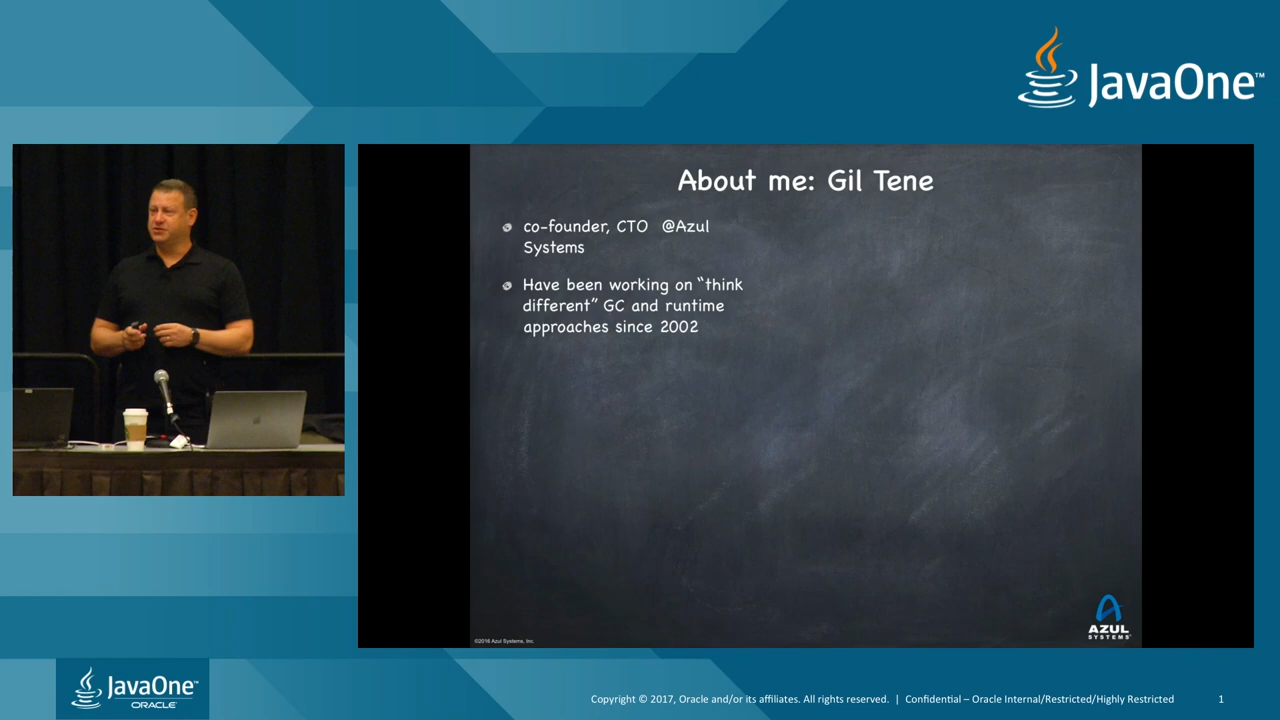 JavaOne™
About me: Gil Tene
co-founder, CTO @Azul
Systems
Have been working on “think
different” GC and runtime
approaches since 2002
AZUL
SYSTEMS
©2016 Azul Systems, Inc.
JavaOne™
ORACLE
Copyright © 2017, Oracle and/or its affiliates. All rights reserved. | Confidential – Oracle Internal/Restricted/Highly Restricted 1